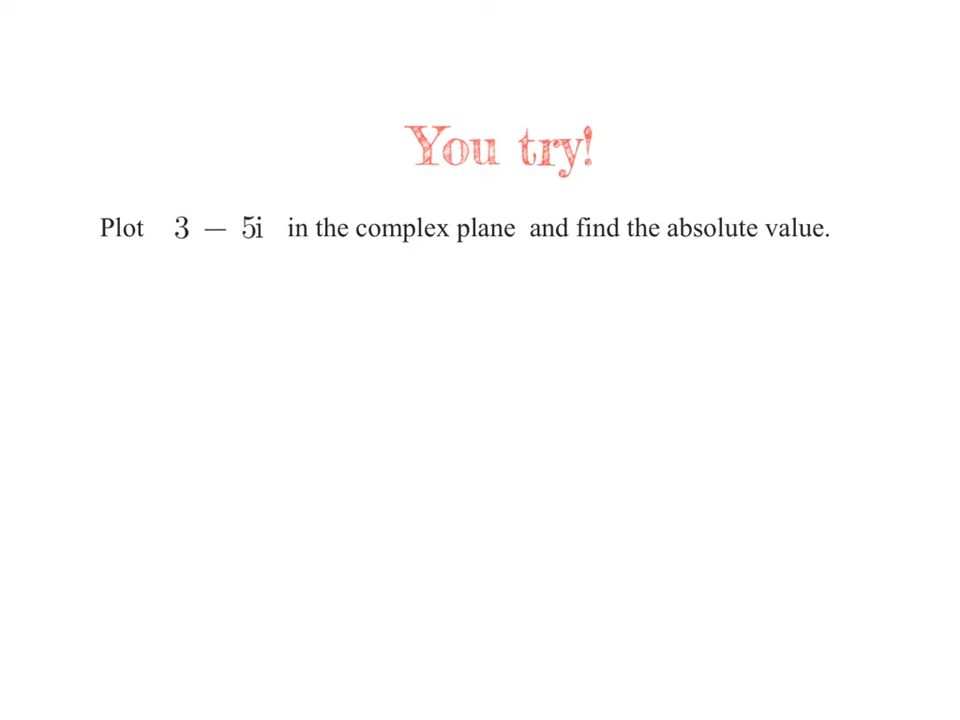 You try!
Plot 3 − 5i in the complex plane and find the absolute value.